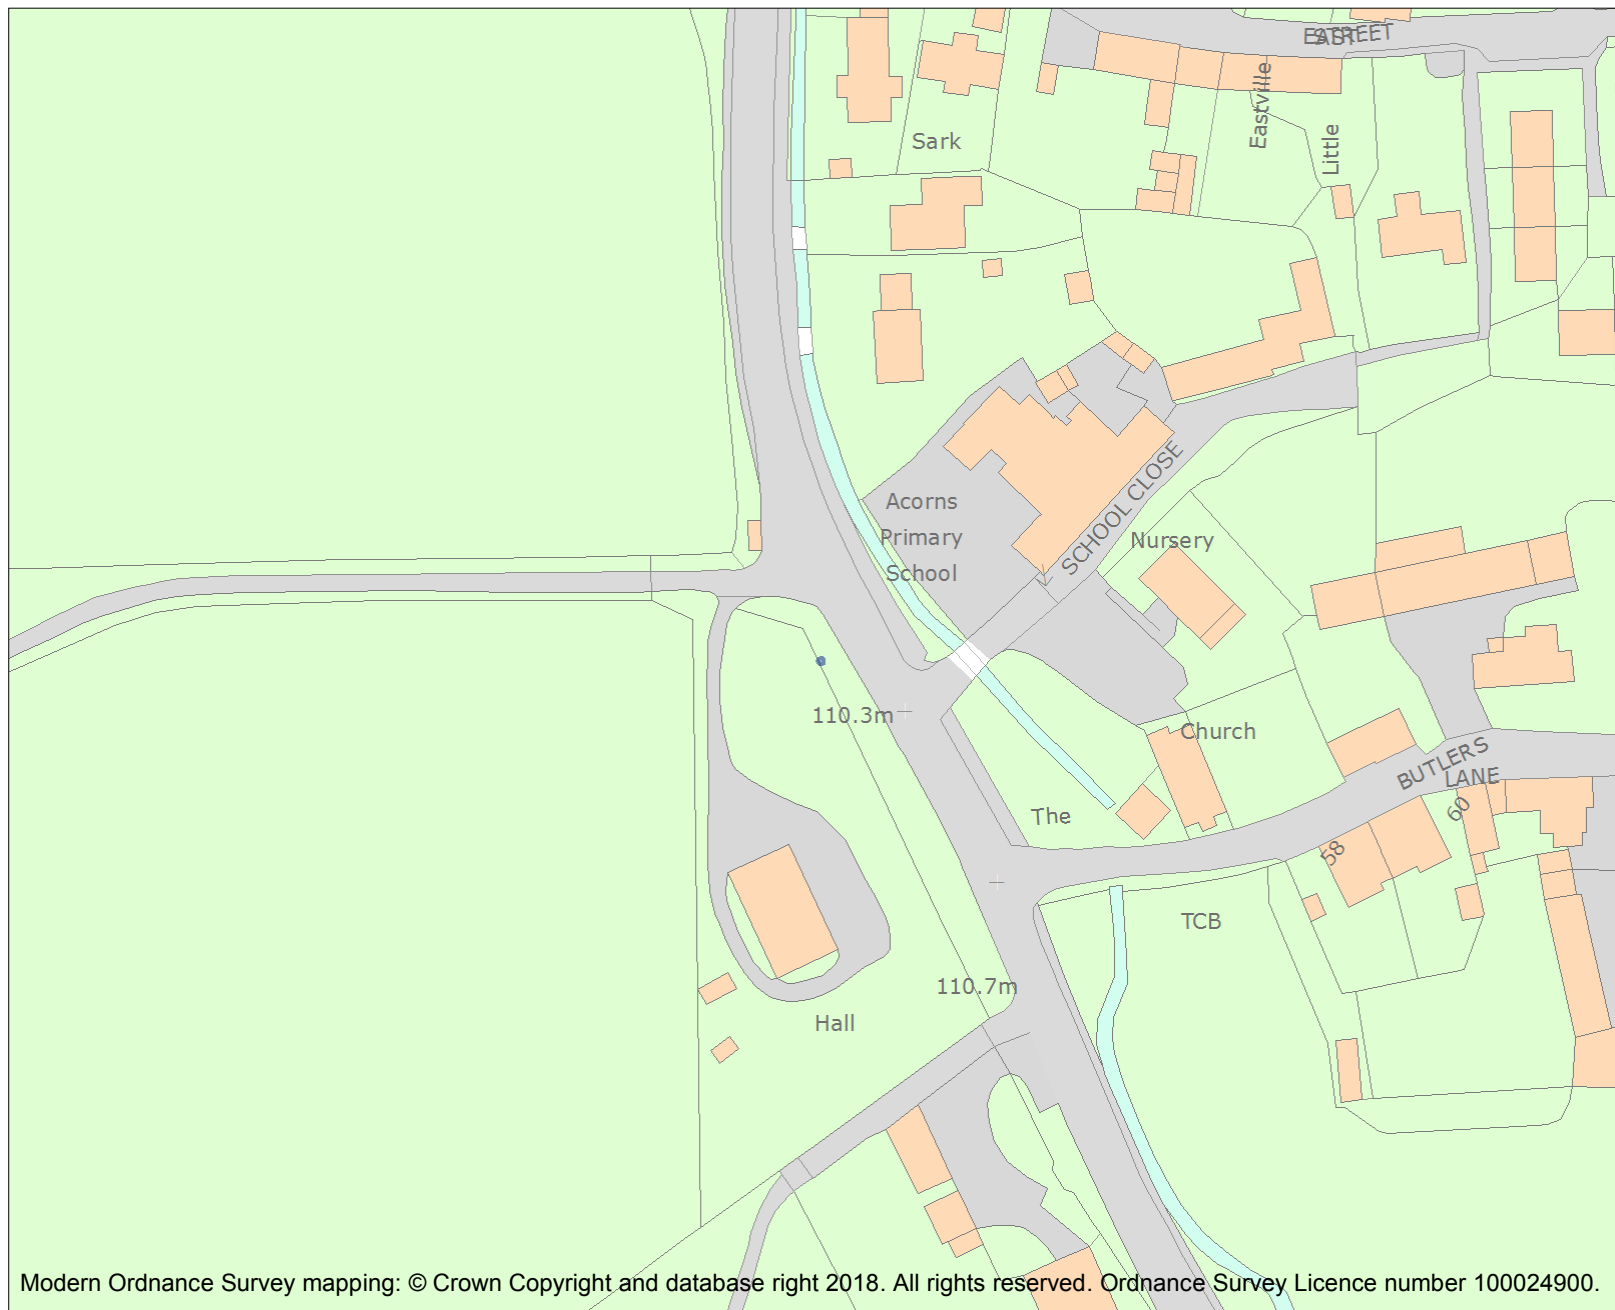 EAST
STREET
Eastville
Little
Sark
Acorns
Primary
School
SCHOOL CLOSE
Nursery
110.3m
Church
BUTLERS
LANE
The
60
58
TCB
110.7m
Hall
Modern Ordnance Survey mapping: © Crown Copyright and database right 2018. All rights reserved. Ordnance Survey Licence number 100024900.